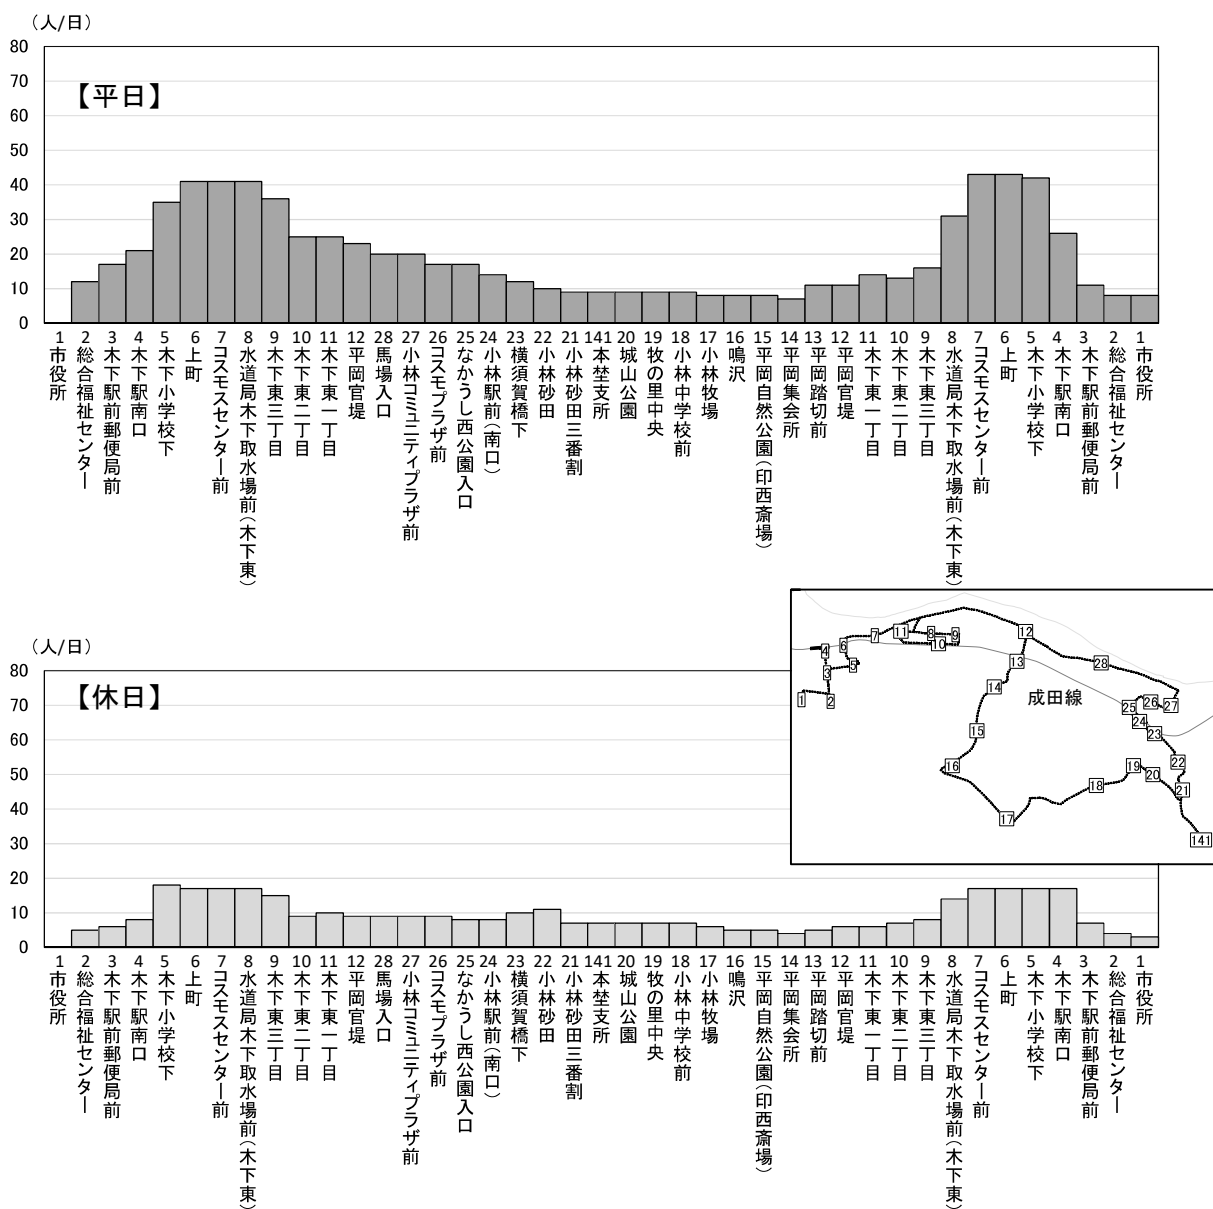 （人/日）
80
70
60
50
40
30
20
10
0
【平日】
1 市役所
2 総合福祉センター
3 木下駅前郵便局前
4 木下駅南口
5 木下小学校下
6 上町
7 コスモスセンター前
8 水道局木下取水場前（木下東）
9 木下東三丁目
10 木下東二丁目
11 木下東一丁目
12 平岡官堤
28 馬場入口
27 小林コミュニティプラザ前
26 コスモプラザ前
25 なかうし西公園入口
24 小林駅前（南口）
23 横須賀橋下
22 小林砂田
21 小林砂田三番割
141 本埜支所
20 城山公園
19 牧の里中央
18 小林中学校前
17 小林牧場
16 鳴沢
15 平岡自然公園（印西斎場）
14 平岡集会所
13 平岡踏切前
12 平岡官堤
11 木下東一丁目
10 木下東二丁目
9 木下東三丁目
8 水道局木下取水場前（木下東）
7 コスモスセンター前
6 上町
5 木下小学校下
4 木下駅南口
3 木下駅前郵便局前
2 総合福祉センター
1 市役所
（人/日）
80
70
60
50
40
30
20
10
0
【休日】
1 市役所
2 総合福祉センター
3 木下駅前郵便局前
4 木下駅南口
5 木下小学校下
6 上町
7 コスモスセンター前
8 水道局木下取水場前（木下東）
9 木下東三丁目
10 木下東二丁目
11 木下東一丁目
12 平岡官堤
28 馬場入口
27 小林コミュニティプラザ前
26 コスモプラザ前
25 なかうし西公園入口
24 小林駅前（南口）
23 横須賀橋下
22 小林砂田
21 小林砂田三番割
141 本埜支所
20 城山公園
19 牧の里中央
18 小林中学校前
17 小林牧場
16 鳴沢
15 平岡自然公園（印西斎場）
14 平岡集会所
13 平岡踏切前
12 平岡官堤
11 木下東一丁目
10 木下東二丁目
9 木下東三丁目
8 水道局木下取水場前（木下東）
7 コスモスセンター前
6 上町
5 木下小学校下
4 木下駅南口
3 木下駅前郵便局前
2 総合福祉センター
1 市役所
1
2
3
4
5
6
7
11
8
9
10
12
13
28
14
成田線
15
16
17
18
19
20
21
22
23
24
25
26
27
141